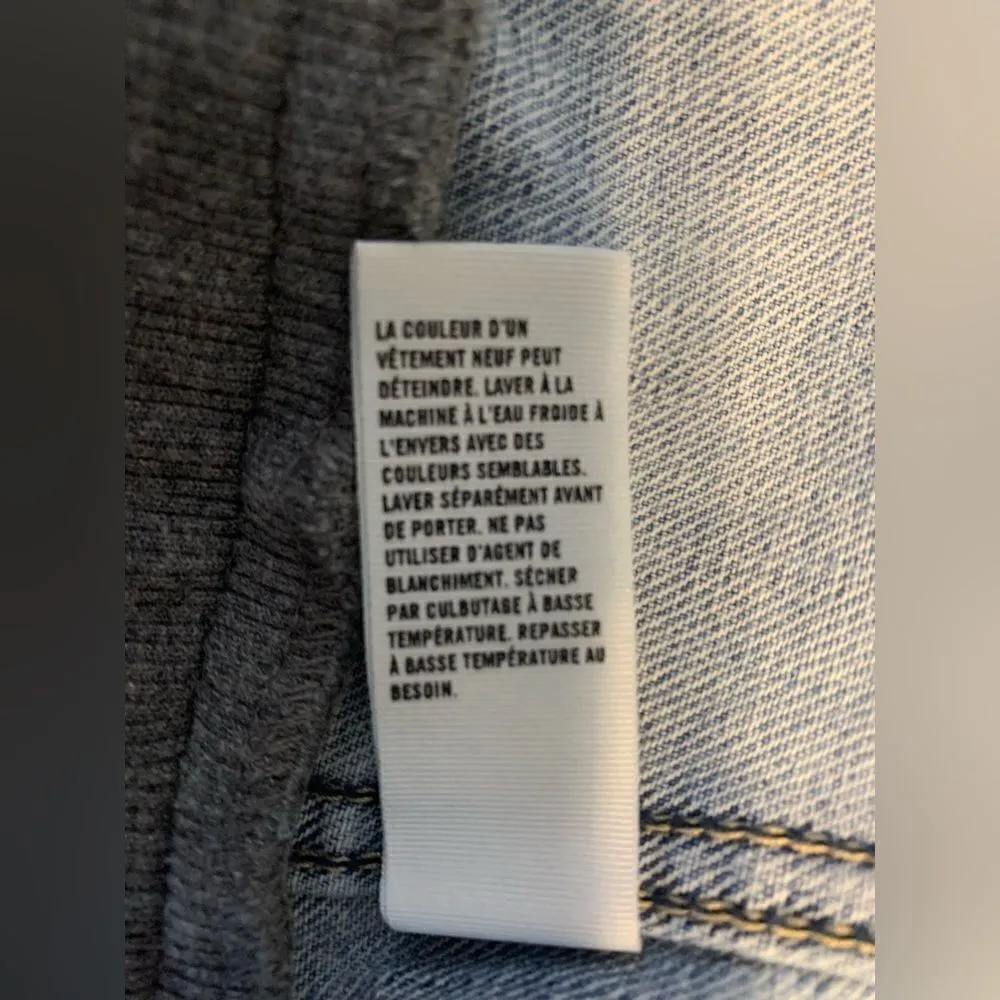 LA COULEUR D'UN
VÊTEMENT NEUF PEUT
DÉTEINDRE. LAVER À LA
MACHINE À L'EAU FROIDE À
L'ENVERS AVEC DES
COULEURS SEMBLABLES.
LAVER SÉPARÉMENT AVANT
DE PORTER. NE PAS
UTILISER D'AGENT DE
BLANCHIMENT. SÉCHER
PAR CULBUTAGE À BASSE
TEMPÉRATURE. REPASSER
À BASSE TEMPÉRATURE AU
BESOIN.